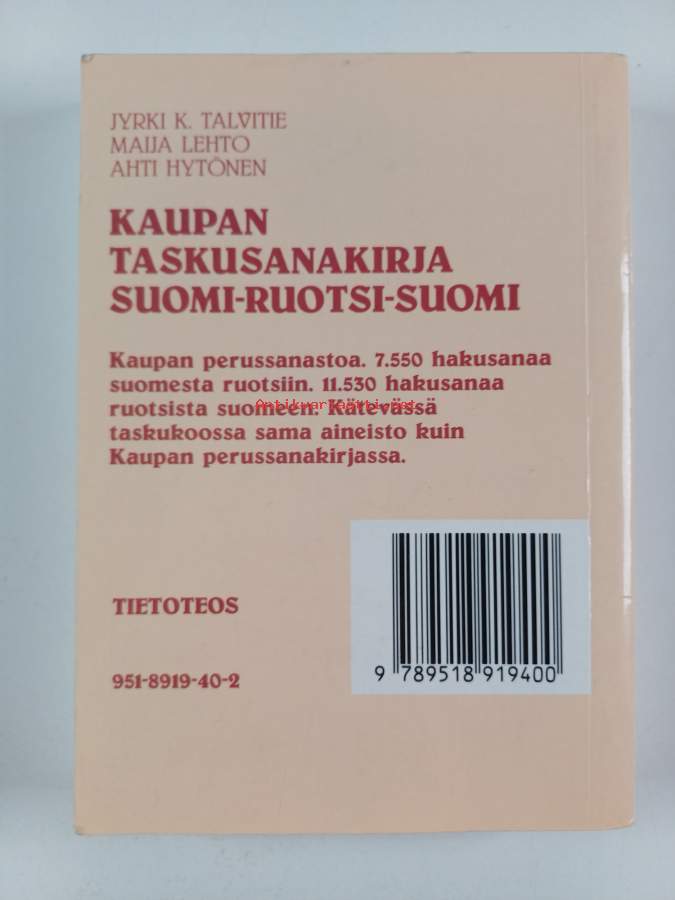 JYRKI K. TALVITIE
MAIJA LEHTO
AHTI HYTÖNEN
KAUPAN
TASKUSANAKIRJA
SUOMI-RUOTSI-SUOMI
Kaupan perussanastoa. 7.550 hakusanaa
suomesta ruotsiin. 11.530 hakusanaa
ruotsista suomeen. Kätevässä
Antikvariaatti.net
taskukoossa sama aineisto kuin
Kaupan perussanakirjassa.
TIETOTEOS
951-8919-40-2
9 789518 919400